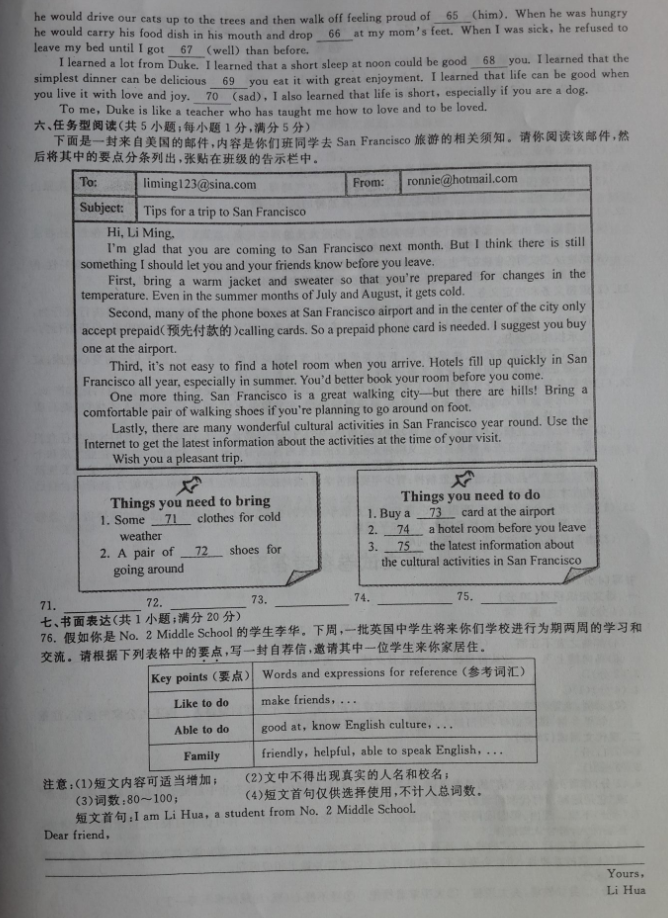 he would drive our cats up to the trees and then walk off feeling proud of 65 (him). When he was hungry
he would carry his food dish in his mouth and drop 66 at my mom's feet. When I was sick, he refused to
leave my bed until I got 67 (well) than before.
I learned a lot from Duke. I learned that a short sleep at noon could be good 68 you. I learned that the
simplest dinner can be delicious 69 you eat it with great enjoyment. I learned that life can be good when
you live it with love and joy. 70 (sad), I also learned that life is short, especially if you are a dog.
To me, Duke is like a teacher who has taught me how to love and to be loved.
六、任务型阅读(共 5 小题;每小题 1 分,满分 5 分)
下面是一封来自美国的邮件,内容是你们班同学去 San Francisco 旅游的相关须知。请你阅读该邮件,然
后将其中的要点分条列出,张贴在班级的告示栏中。
To: liming123@sina.com From: ronnie@hotmail.com
Subject: Tips for a trip to San Francisco
Hi, Li Ming,
I'm glad that you are coming to San Francisco next month. But I think there is still
something I should let you and your friends know before you leave.
First, bring a warm jacket and sweater so that you're prepared for changes in the
temperature. Even in the summer months of July and August, it gets cold.
Second, many of the phone boxes at San Francisco airport and in the center of the city only
accept prepaid(预先付款的)calling cards. So a prepaid phone card is needed. I suggest you buy
one at the airport.
Third, it's not easy to find a hotel room when you arrive. Hotels fill up quickly in San
Francisco all year, especially in summer. You'd better book your room before you come.
One more thing. San Francisco is a great walking city—but there are hills! Bring a
comfortable pair of walking shoes if you're planning to go around on foot.
Lastly, there are many wonderful cultural activities in San Francisco year round. Use the
Internet to get the latest information about the activities at the time of your visit.
Wish you a pleasant trip.
Things you need to bring
1. Some 71 clothes for cold
weather
2. A pair of 72 shoes for
going around
Things you need to do
1. Buy a 73 card at the airport
2. 74 a hotel room before you leave
3. 75 the latest information about
the cultural activities in San Francisco
71. 72. 73. 74. 75.
七、书面表达(共 1 小题;满分 20 分)
76. 假如你是 No. 2 Middle School 的学生李华。下周,一批英国中学生将来你们学校进行为期两周的学习和
交流。请根据下列表格中的要点,写一封自荐信,邀请其中一位学生来你家居住。
Key points (要点) Words and expressions for reference (参考词汇)
Like to do make friends, ...
Able to do good at, know English culture, ...
Family friendly, helpful, able to speak English, ...
注意:(1)短文内容可适当增加; (2)文中不得出现真实的人名和校名;
(3)词数:80～100; (4)短文首句仅供选择使用,不计人总词数。
短文首句:I am Li Hua, a student from No. 2 Middle School.
Dear friend,
Yours,
Li Hua